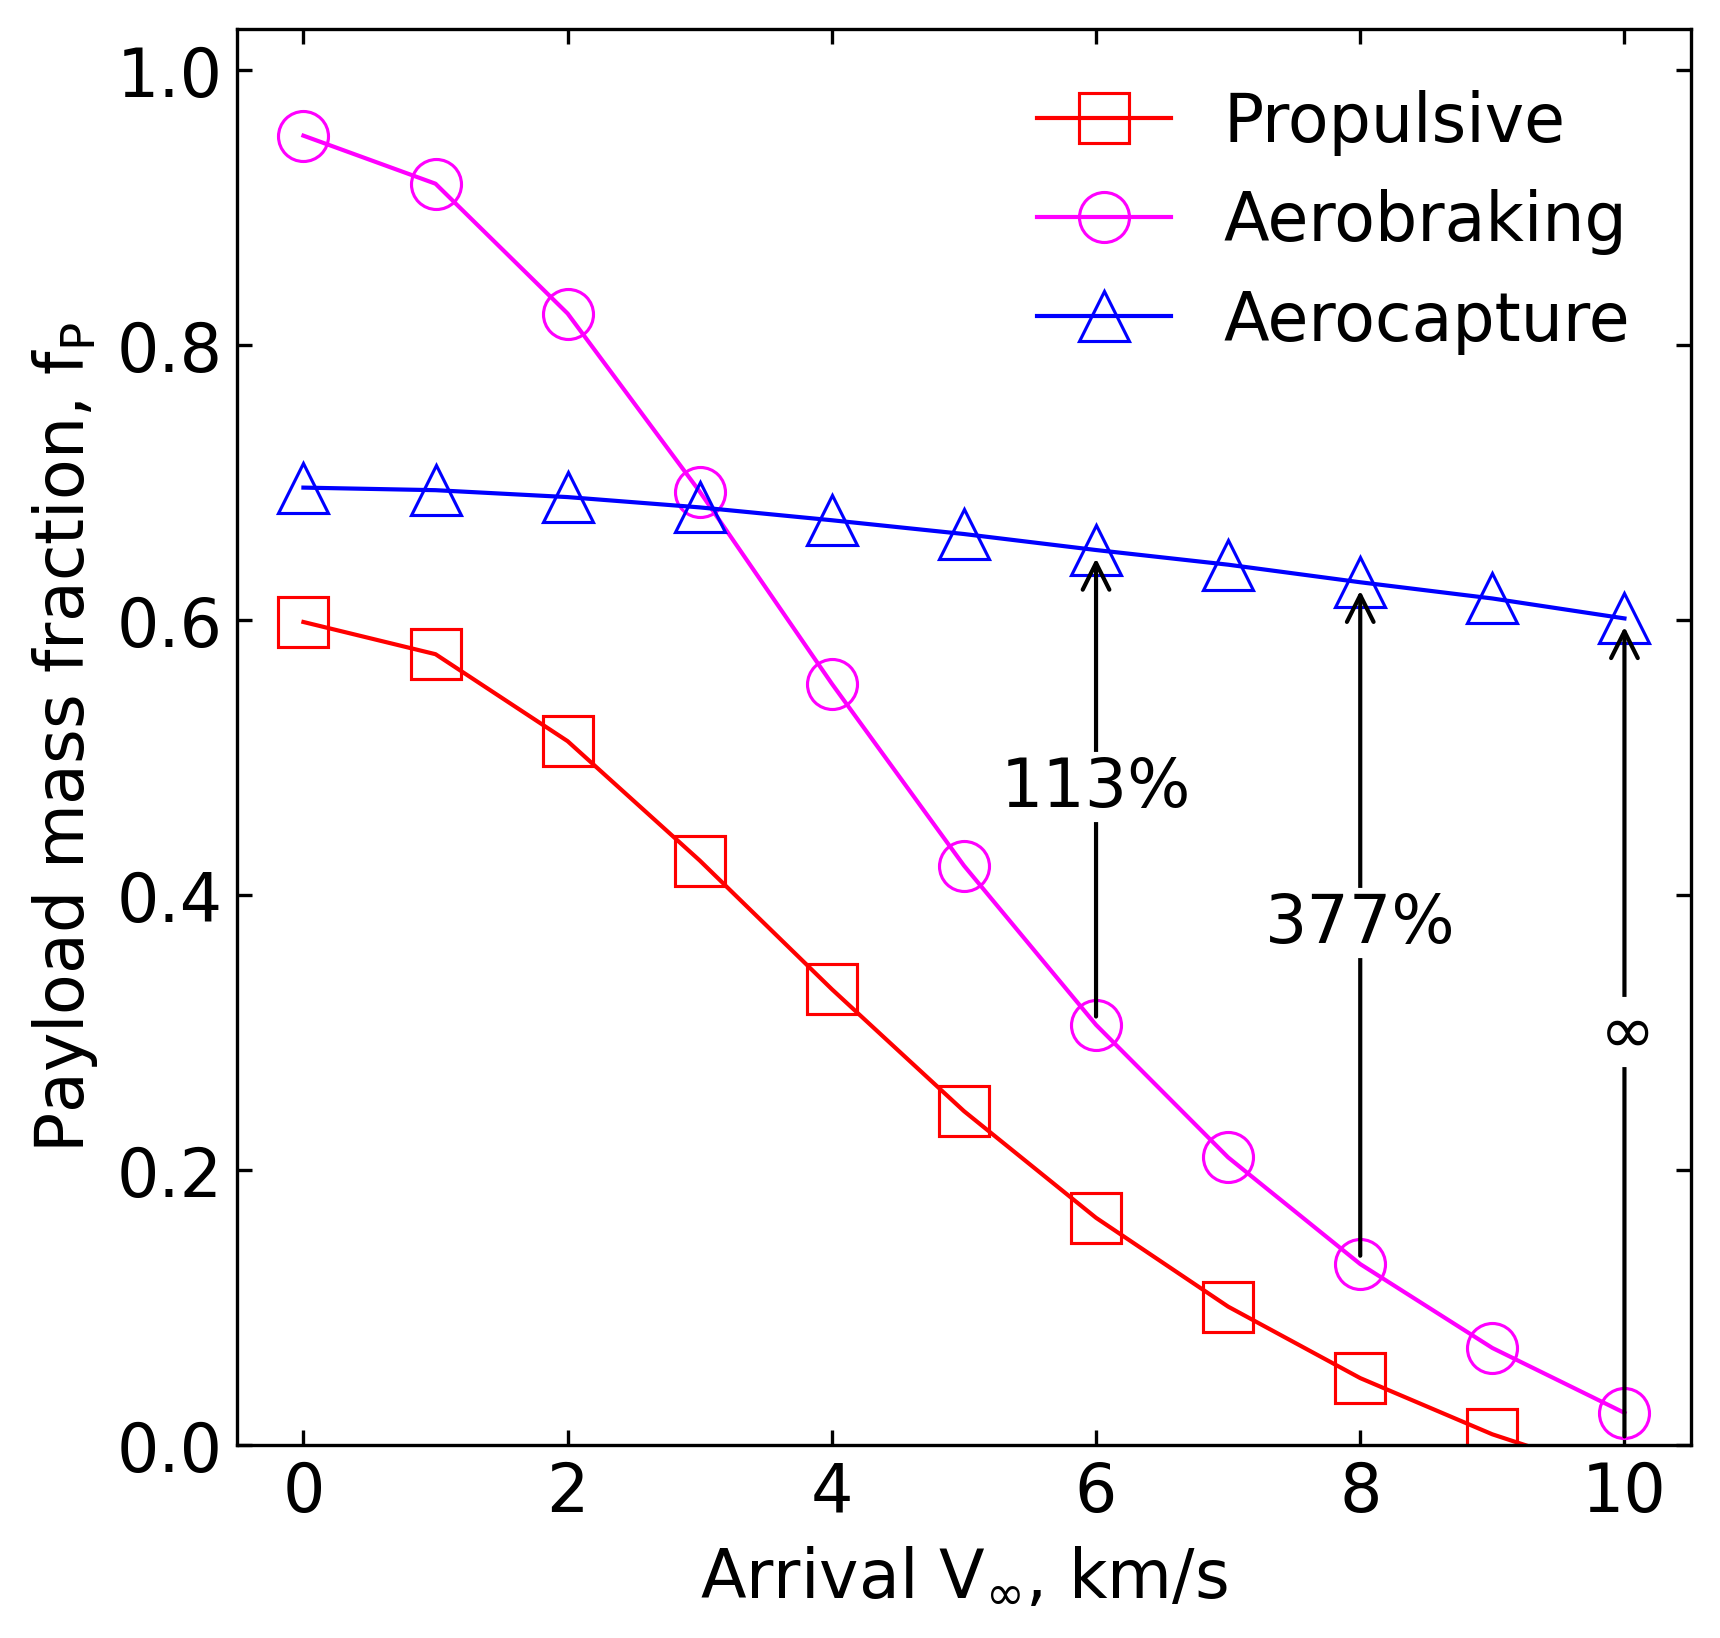 Payload mass fraction, fP
1.0
0.8
0.6
0.4
0.2
0.0
Propulsive
Aerobraking
Aerocapture
113%
377%
∞
0 2 4 6 8 10
Arrival V∞, km/s